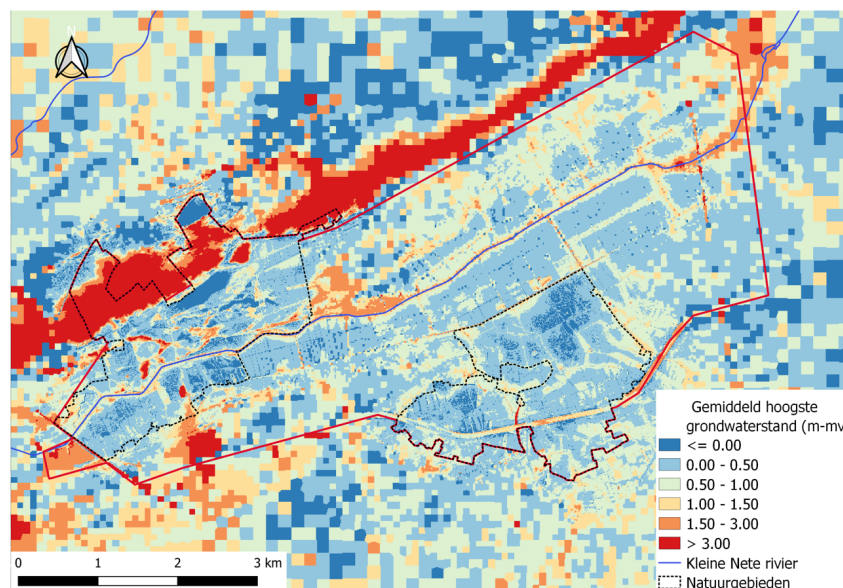 N
Gemiddeld hoogste
grondwaterstand (m-mv
<= 0.00
0.00 - 0.50
0.50 - 1.00
1.00 - 1.50
1.50 - 3.00
> 3.00
Kleine Nete rivier
Natuurgebieden
0 1 2 3 km